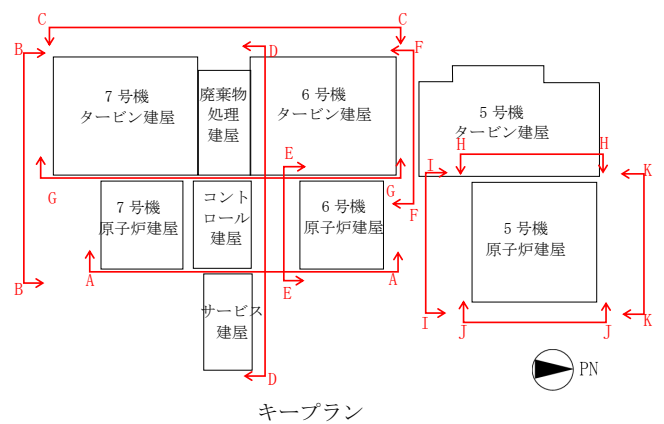 C
C
B
D
F
7 号機
タービン建屋
廃棄物
処理
建屋
6 号機
タービン建屋
5 号機
タービン建屋
H
H
E
I
K
G
G
7 号機
原子炉建屋
コント
ロール
建屋
6 号機
原子炉建屋
F
5 号機
原子炉建屋
A
A
B
E
サービス
建屋
I
J
J
K
D
PN
キープラン